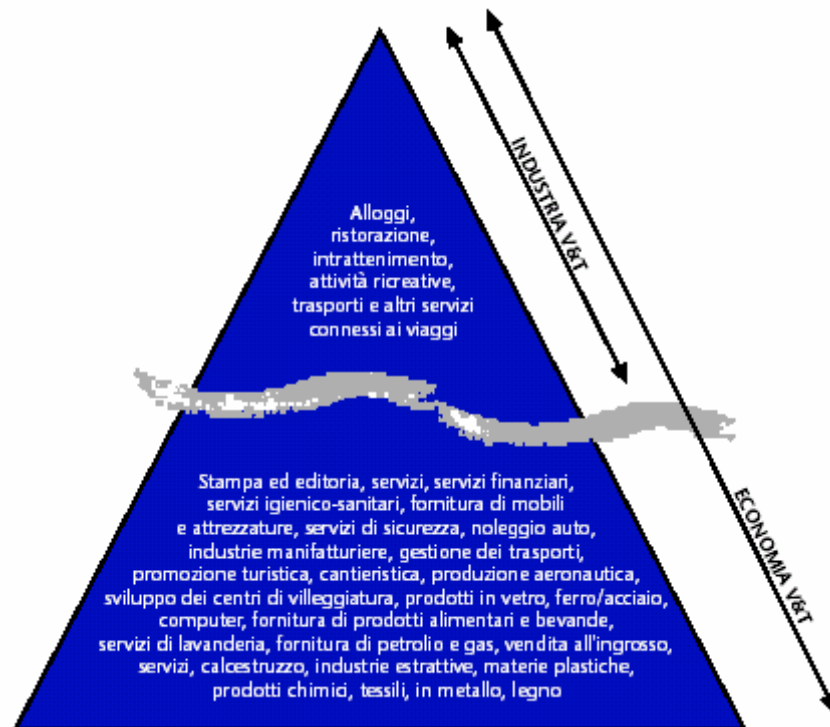 Alloggi,
ristorazione,
intrattenimento,
attività ricreative,
trasporti e altri servizi
connessi ai viaggi
INDUSTRIA V&T
Stampa ed editoria, servizi, servizi finanziari,
servizi igienico-sanitari, fornitura di mobili
e attrezzature, servizi di sicurezza, noleggio auto,
industrie manifatturiere, gestione dei trasporti,
promozione turistica, cantieristica, produzione aeronautica,
sviluppo dei centri di villeggiatura, prodotti in vetro, ferro/acciaio,
computer, fornitura di prodotti alimentari e bevande,
servizi di lavanderia, fornitura di petrolio e gas, vendita all'ingrosso,
servizi, calcestruzzo, industrie estrattive, materie plastiche,
prodotti chimici, tessili, in metallo, legno
ECONOMIA V&T